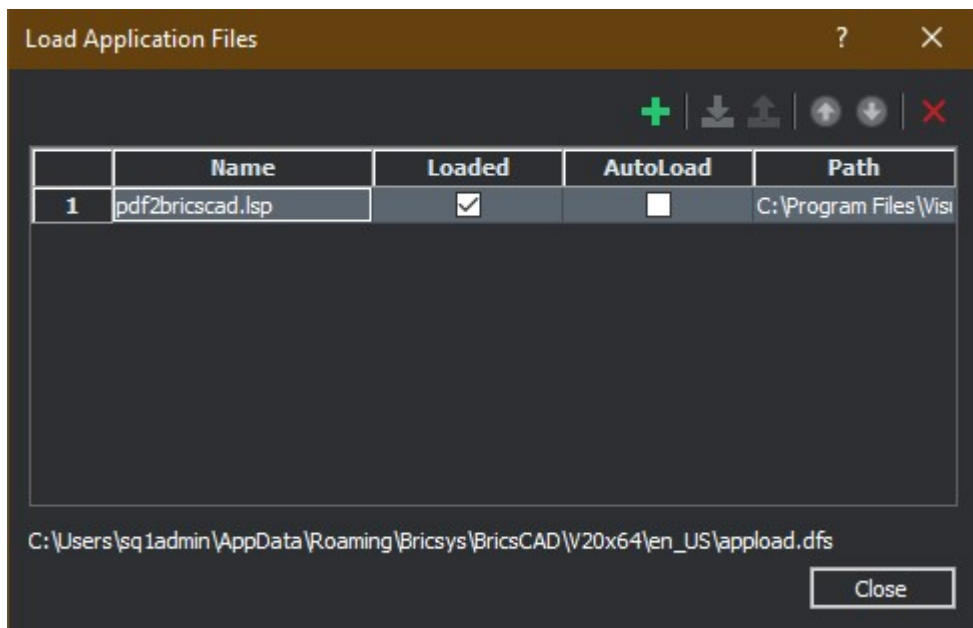 Load Application Files ?
Name Loaded AutoLoad Path
1 pdf2bricscad.lsp C:\Program Files\Visu
C:\Users\sq1admin\AppData\Roaming\Bricsys\BricsCAD\V20x64\en_US\appload.dfs
Close